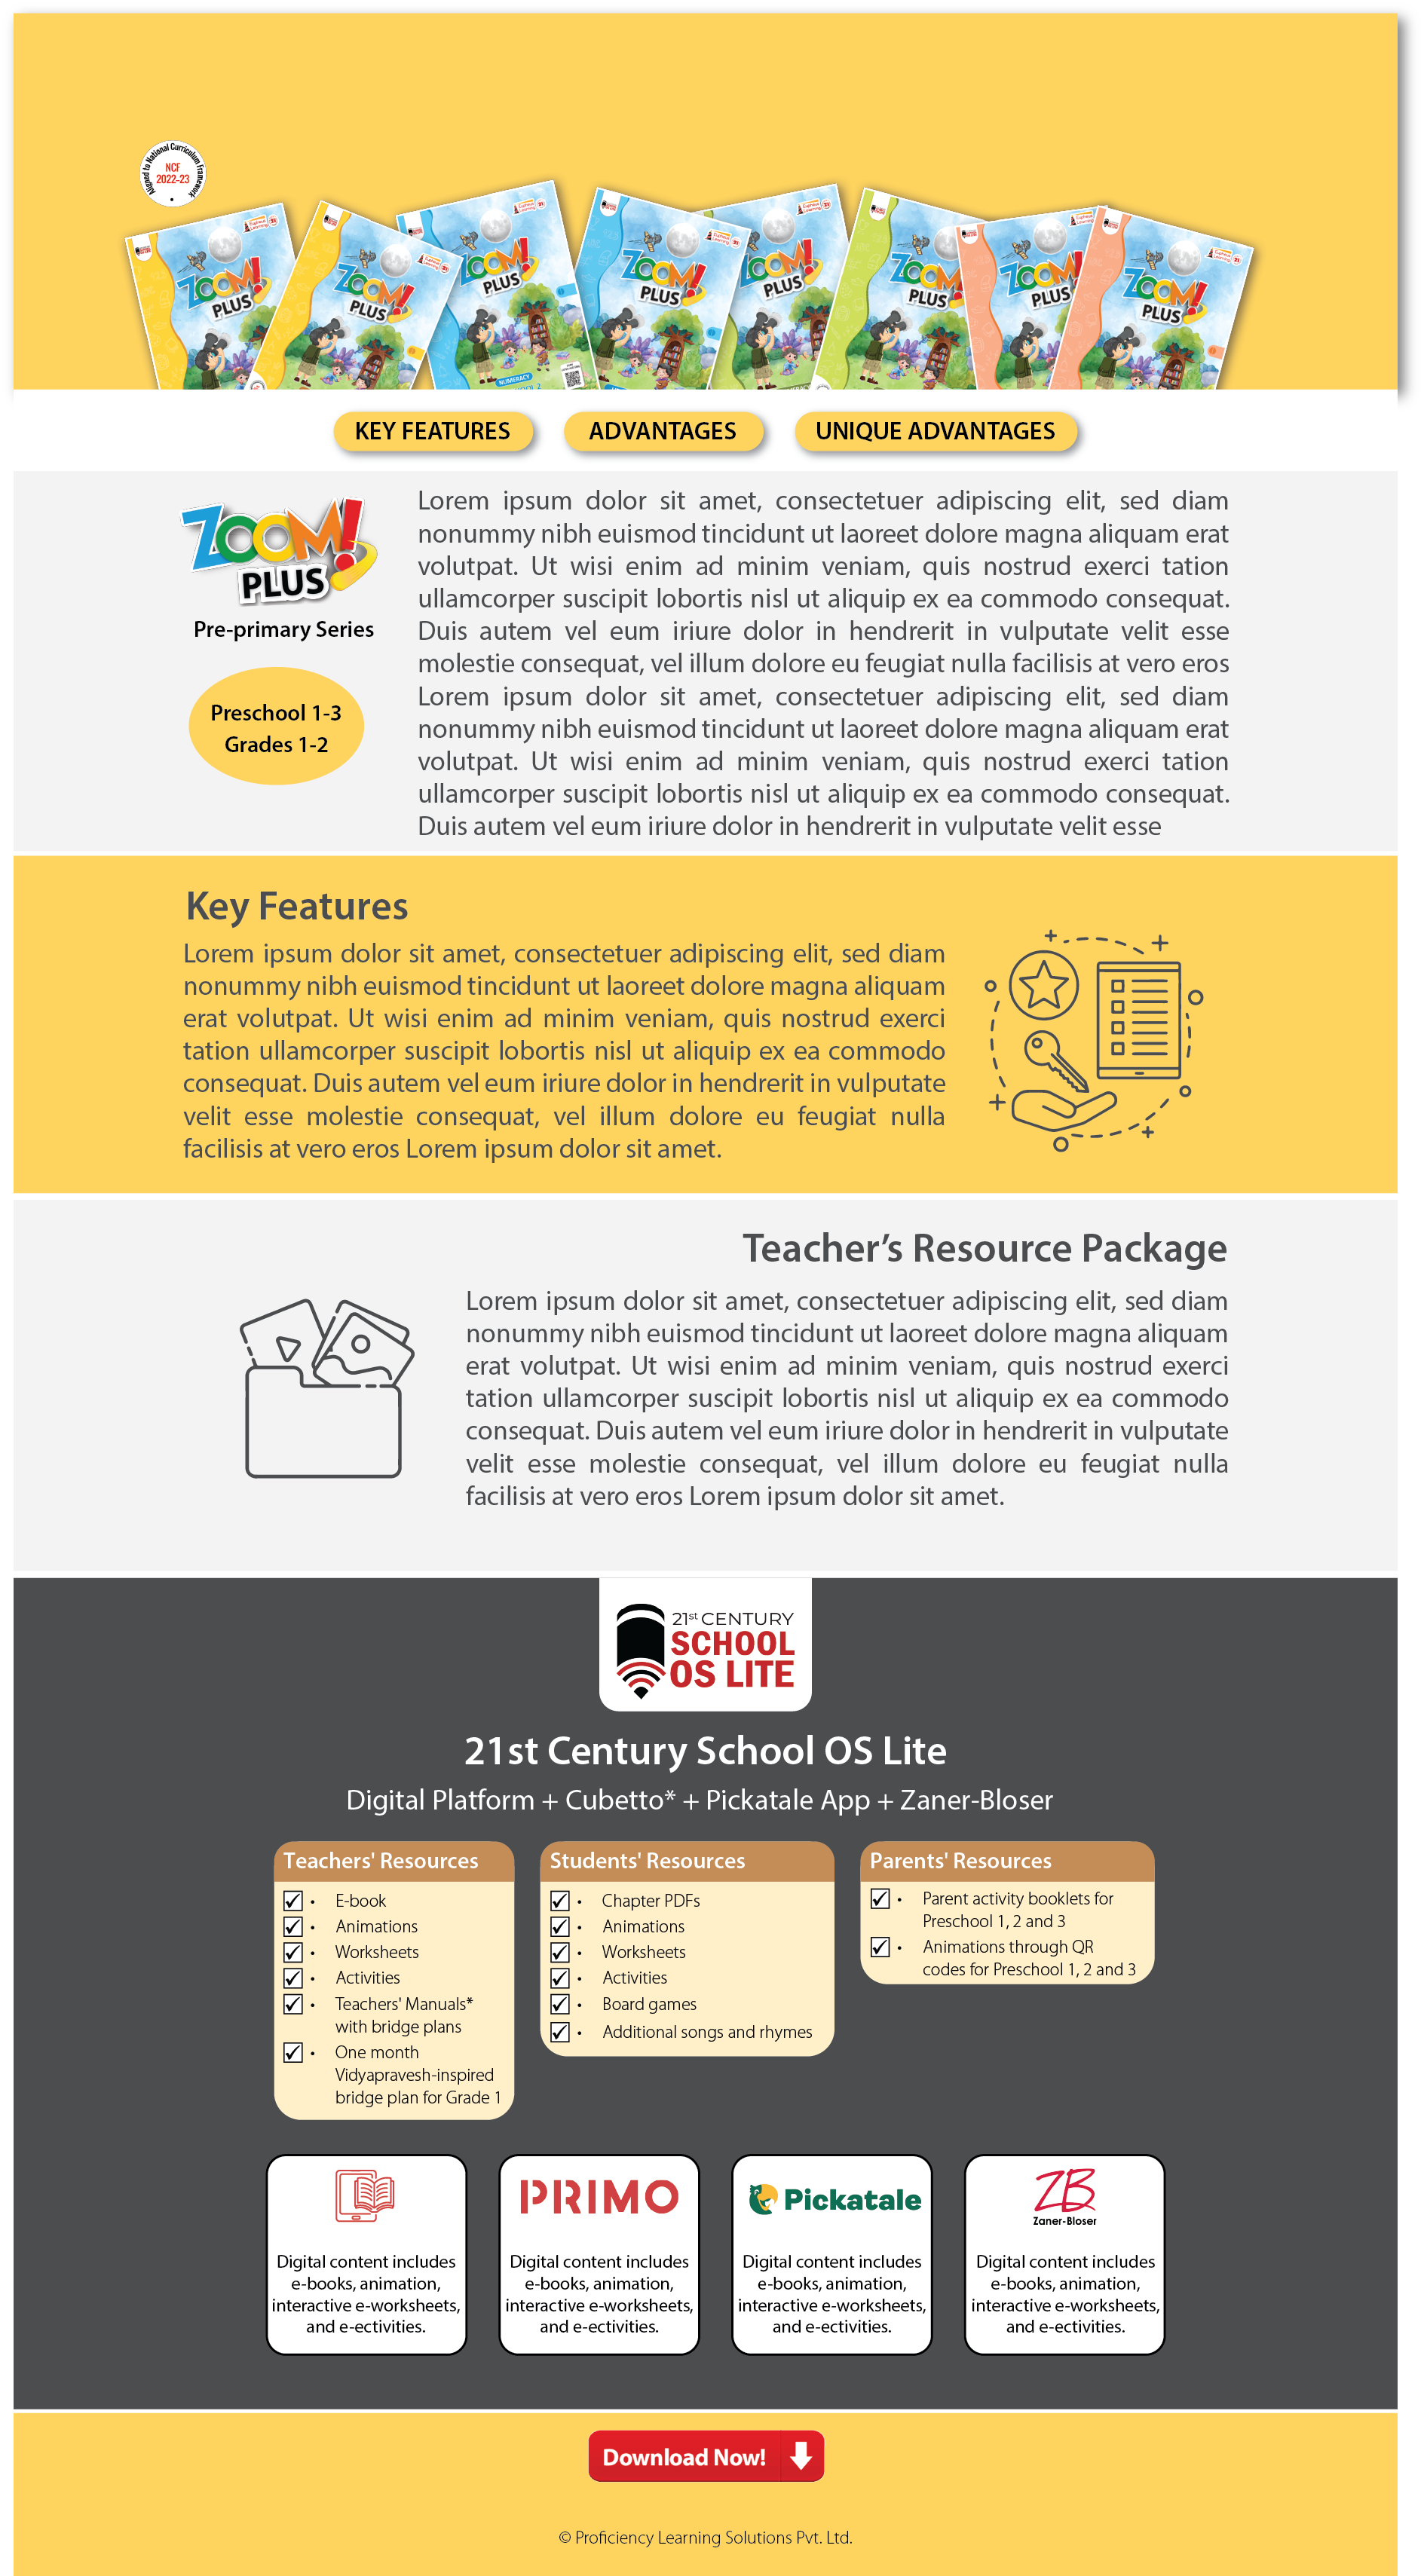 Aligned to National Curriculum Framework
NCF
2022-23
ZOOM!
PLUS
ZOOM!
PLUS
ZOOM!
PLUS
NUMERACY
ZOOM!
PLUS
ZOOM!
PLUS
ZOOM!
PLUS
ZOOM!
PLUS
ZOOM!
PLUS
KEY FEATURES
ADVANTAGES
UNIQUE ADVANTAGES
ZOOM!
PLUS
Pre-primary Series
Preschool 1-3
Grades 1-2
Lorem ipsum dolor sit amet, consectetuer adipiscing elit, sed diam
nonummy nibh euismod tincidunt ut laoreet dolore magna aliquam erat
volutpat. Ut wisi enim ad minim veniam, quis nostrud exerci tation
ullamcorper suscipit lobortis nisl ut aliquip ex ea commodo consequat.
Duis autem vel eum iriure dolor in hendrerit in vulputate velit esse
molestie consequat, vel illum dolore eu feugiat nulla facilisis at vero eros
Lorem ipsum dolor sit amet, consectetuer adipiscing elit, sed diam
nonummy nibh euismod tincidunt ut laoreet dolore magna aliquam erat
volutpat. Ut wisi enim ad minim veniam, quis nostrud exerci tation
ullamcorper suscipit lobortis nisl ut aliquip ex ea commodo consequat.
Duis autem vel eum iriure dolor in hendrerit in vulputate velit esse
Key Features
Lorem ipsum dolor sit amet, consectetuer adipiscing elit, sed diam
nonummy nibh euismod tincidunt ut laoreet dolore magna aliquam
erat volutpat. Ut wisi enim ad minim veniam, quis nostrud exerci
tation ullamcorper suscipit lobortis nisl ut aliquip ex ea commodo
consequat. Duis autem vel eum iriure dolor in hendrerit in vulputate
velit esse molestie consequat, vel illum dolore eu feugiat nulla
facilisis at vero eros Lorem ipsum dolor sit amet.
Teacher’s Resource Package
Lorem ipsum dolor sit amet, consectetuer adipiscing elit, sed diam
nonummy nibh euismod tincidunt ut laoreet dolore magna aliquam
erat volutpat. Ut wisi enim ad minim veniam, quis nostrud exerci
tation ullamcorper suscipit lobortis nisl ut aliquip ex ea commodo
consequat. Duis autem vel eum iriure dolor in hendrerit in vulputate
velit esse molestie consequat, vel illum dolore eu feugiat nulla
facilisis at vero eros Lorem ipsum dolor sit amet.
21st CENTURY
SCHOOL
OS LITE
21st Century School OS Lite
Digital Platform + Cubetto* + Pickatale App + Zaner-Bloser
Teachers' Resources
• E-book
• Animations
• Worksheets
• Activities
• Teachers' Manuals*
with bridge plans
• One month
Vidyapravesh-inspired
bridge plan for Grade 1
Students' Resources
• Chapter PDFs
• Animations
• Worksheets
• Activities
• Board games
• Additional songs and rhymes
Parents' Resources
• Parent activity booklets for
Preschool 1, 2 and 3
• Animations through QR
codes for Preschool 1, 2 and 3
Digital content includes
e-books, animation,
interactive e-worksheets,
and e-ectivities.
PRIMO
Digital content includes
e-books, animation,
interactive e-worksheets,
and e-ectivities.
Pickatale
Digital content includes
e-books, animation,
interactive e-worksheets,
and e-ectivities.
ZB
Zaner-Bloser
Digital content includes
e-books, animation,
interactive e-worksheets,
and e-ectivities.
Download Now!
© Proficiency Learning Solutions Pvt. Ltd.